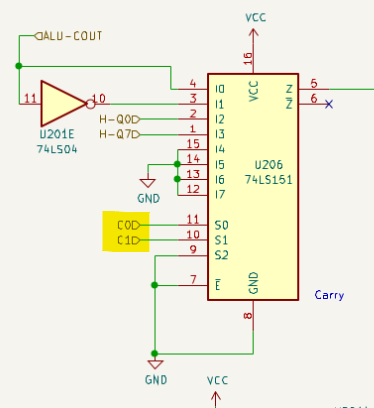 ALU-COUT
VCC
16
11 10
U201E
74LS04
H-Q0
H-Q7
4 I0
3 I1
2 I2
1 I3
15 I4
14 I5
13 I6
12 I7
VCC
Z 5
Z 6
U206
74LS151
GND
C0 11 S0
C1 10 S1
9 S2
7 E
GND
8
Carry
GND
VCC